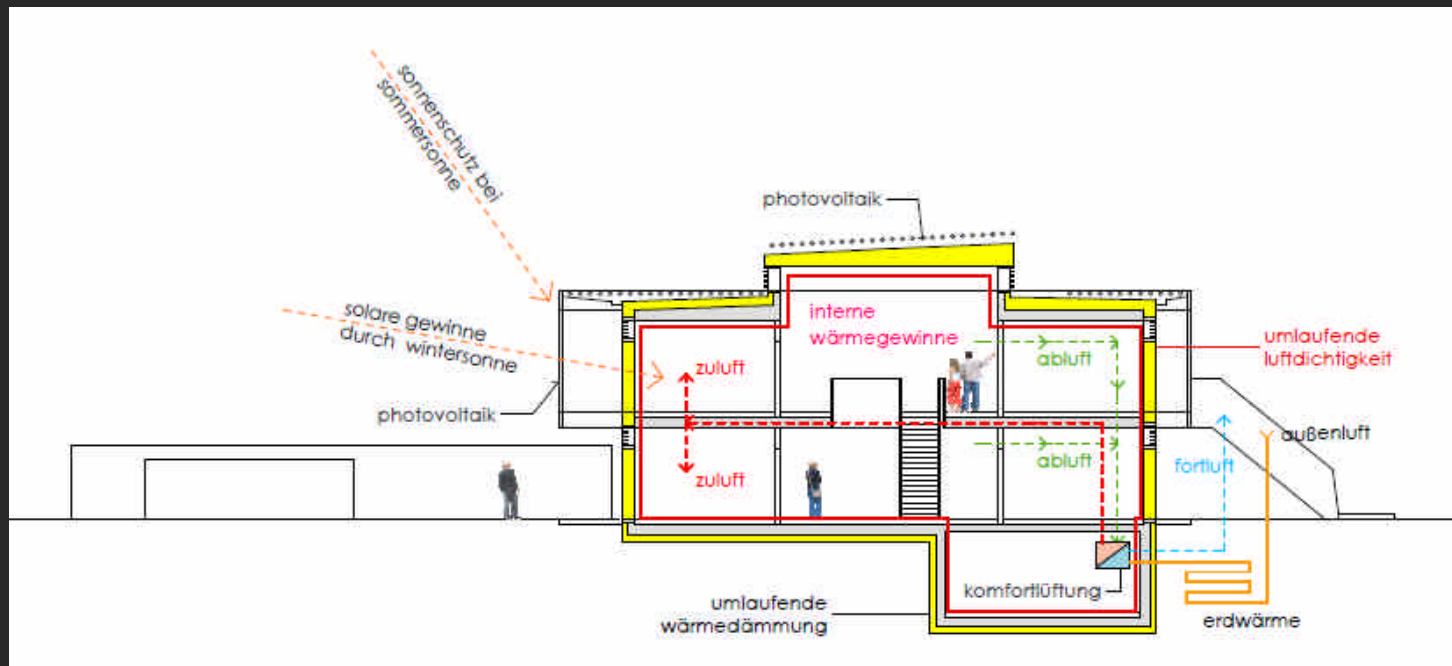 sonnenschutz bei
sommersonne
photovoltaik
solare gewinne
durch wintersonne
interne
wärmegewinne
umlaufende
luftdichtigkeit
zuluft
abluft
photovoltaik
außenluft
zuluft
abluft
fortluft
komfortlüftung
umlaufende
wärmedämmung
erdwärme